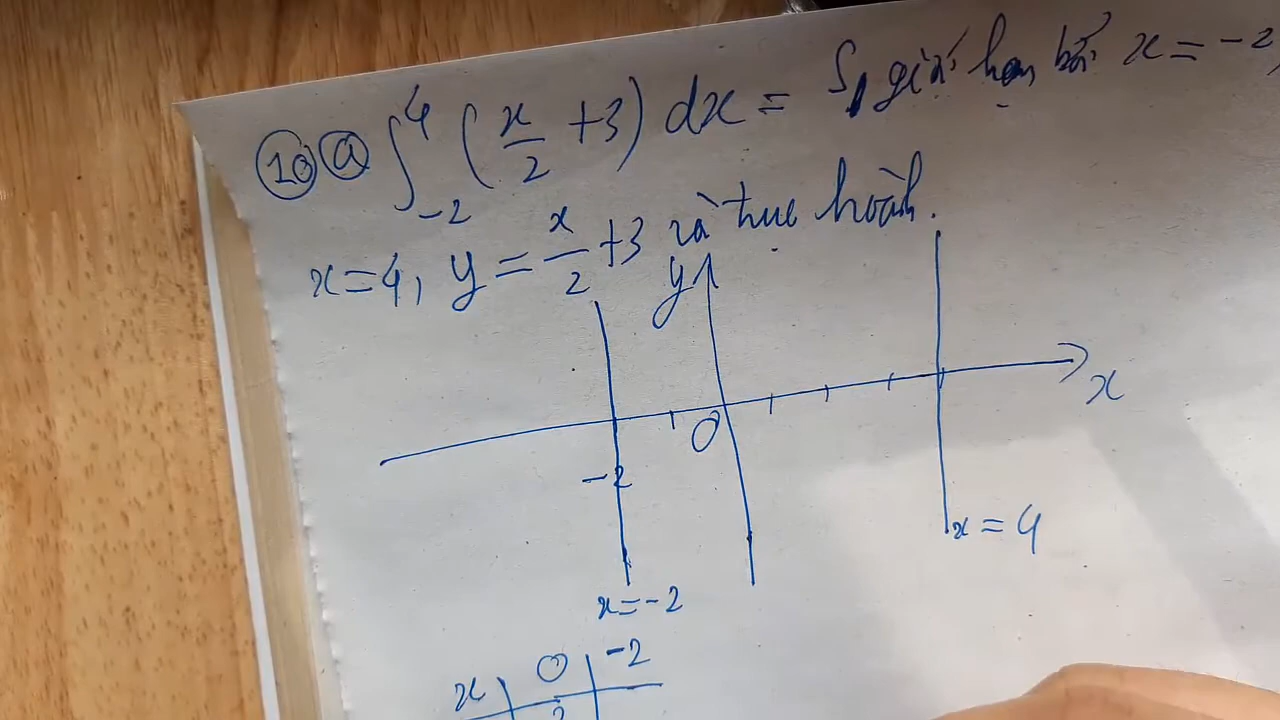 10 a ∫_{-2}^{4} (x/2 + 3) dx = S, giới hạn bởi x = -2,
x = 4, y = x/2 + 3 và trục hoành.
y
x
O
-2
x = 4
x = -2
x 0 -2